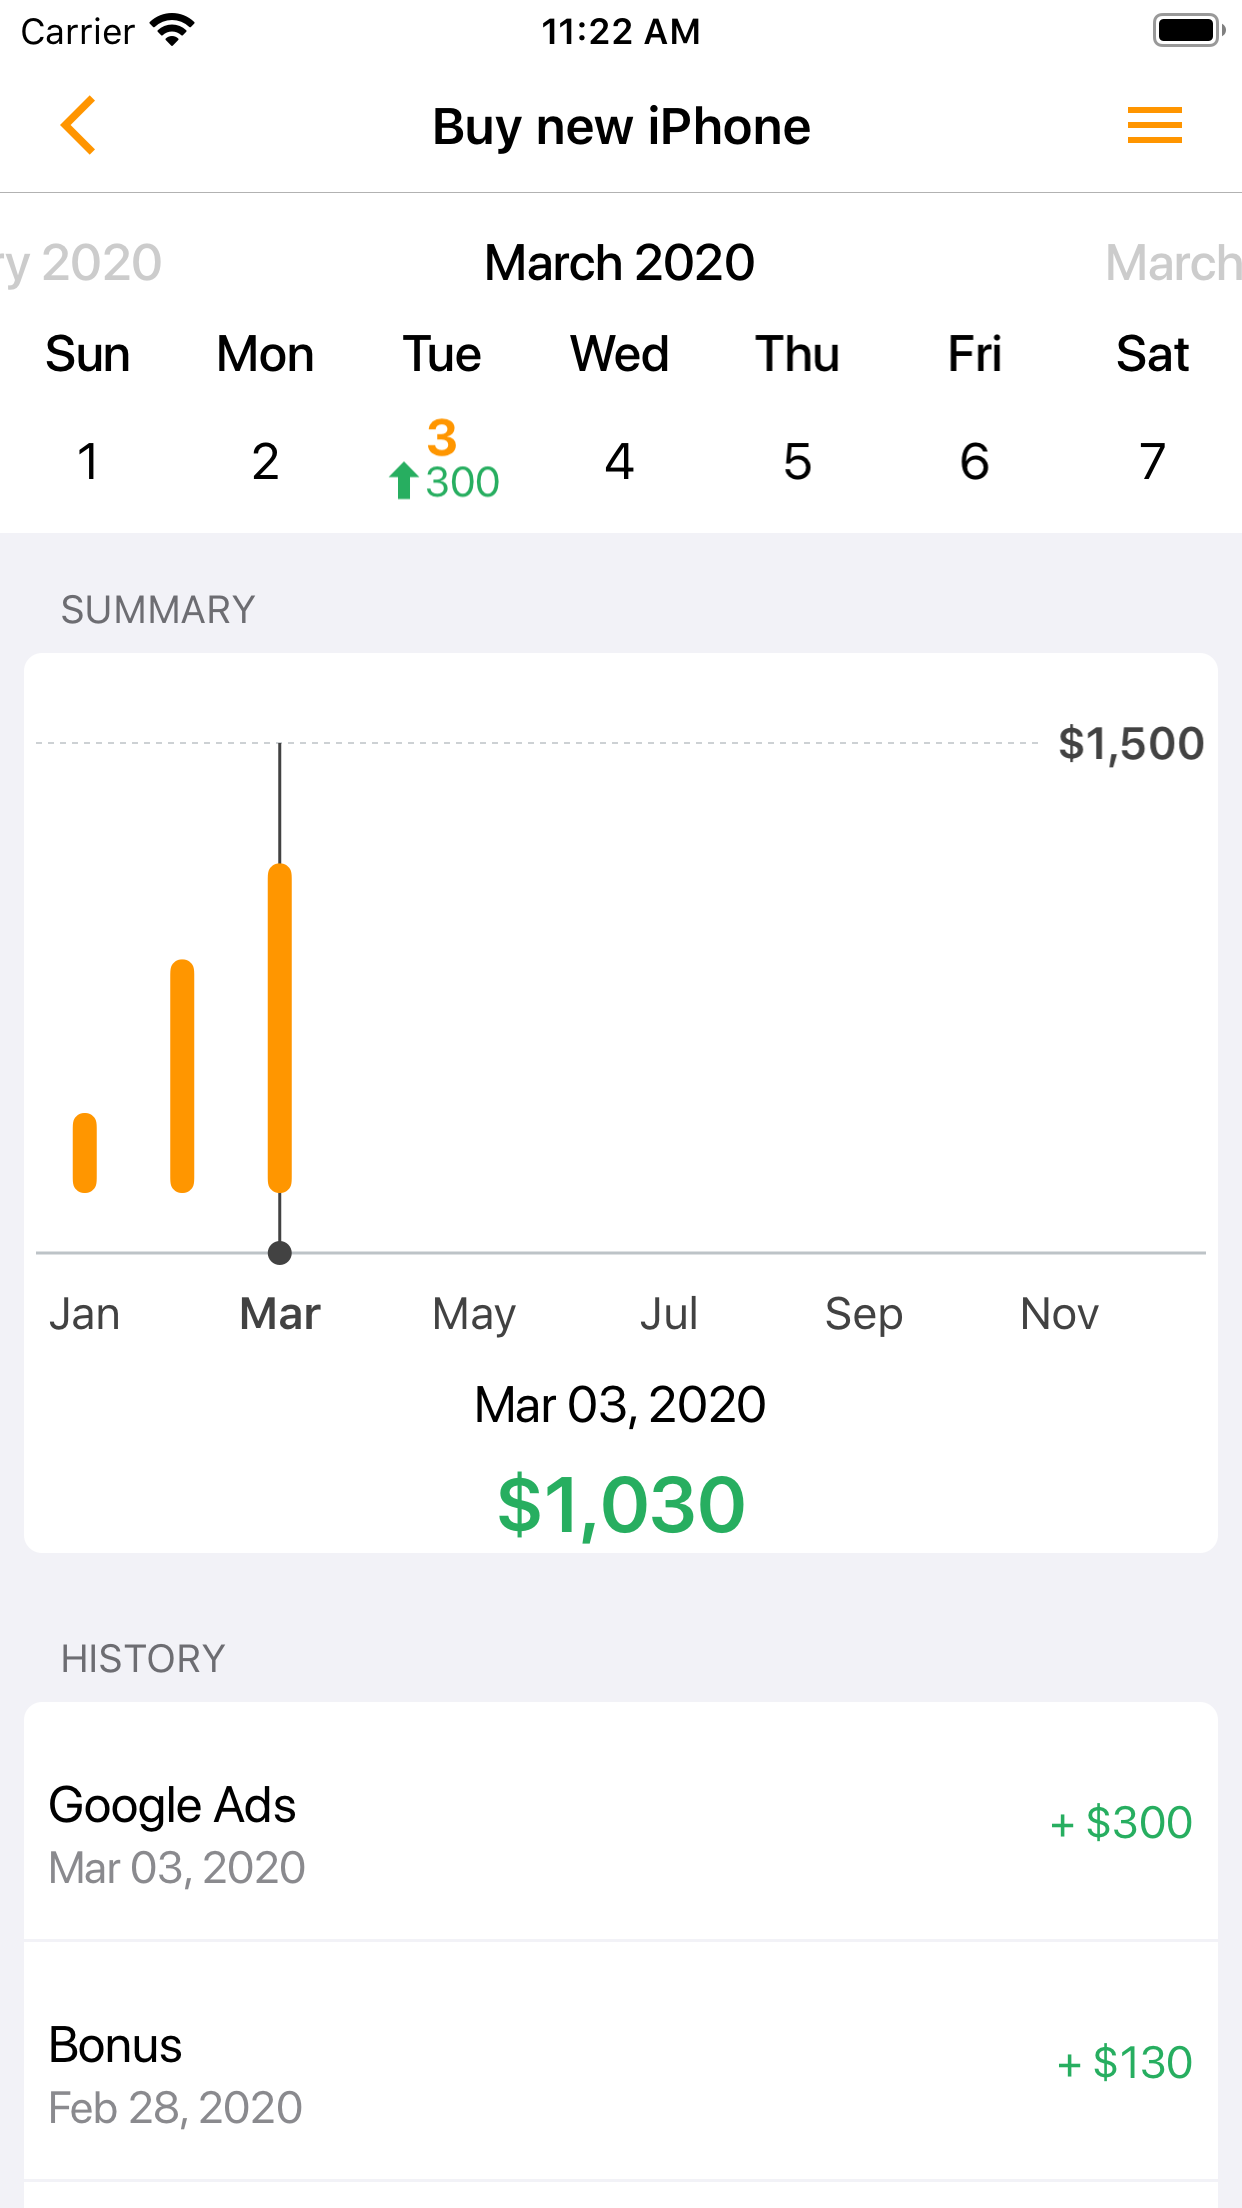 Carrier 11:22 AM
Buy new iPhone
ry 2020 March 2020 March
Sun Mon Tue Wed Thu Fri Sat
1 2 3 4 5 6 7
300
SUMMARY
$1,500
Jan Mar May Jul Sep Nov
Mar 03, 2020
$1,030
HISTORY
Google Ads + $300
Mar 03, 2020
Bonus + $130
Feb 28, 2020